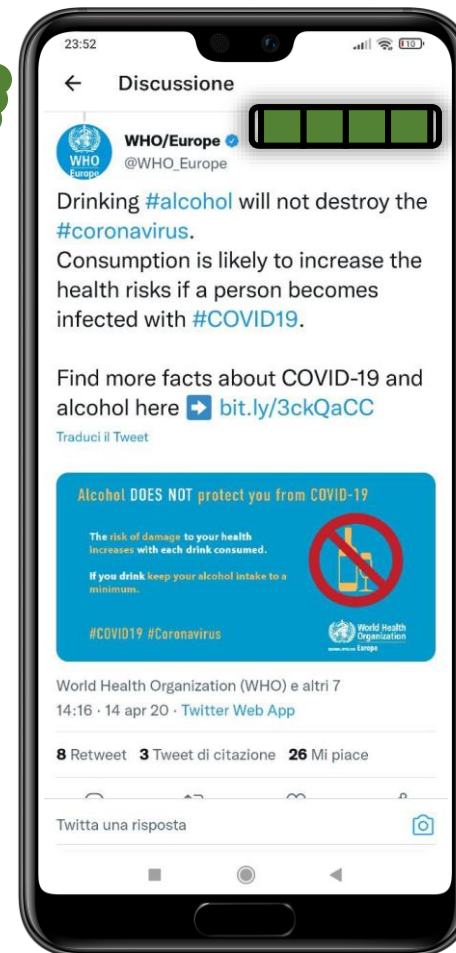 23:52
10
Discussione
WHO/Europe
@WHO_Europe
WHO
Europe
Drinking #alcohol will not destroy the
#coronavirus.
Consumption is likely to increase the
health risks if a person becomes
infected with #COVID19.
Find more facts about COVID-19 and
alcohol here ➡ bit.ly/3ckQaCC
Traduci il Tweet
Alcohol DOES NOT protect you from COVID-19
The risk of damage to your health
increases with each drink consumed.
If you drink keep your alcohol intake to a
minimum.
#COVID19 #Coronavirus
World Health
Organization
Europe
World Health Organization (WHO) e altri 7
14:16 · 14 apr 20 · Twitter Web App
8 Retweet 3 Tweet di citazione 26 Mi piace
Twitta una risposta